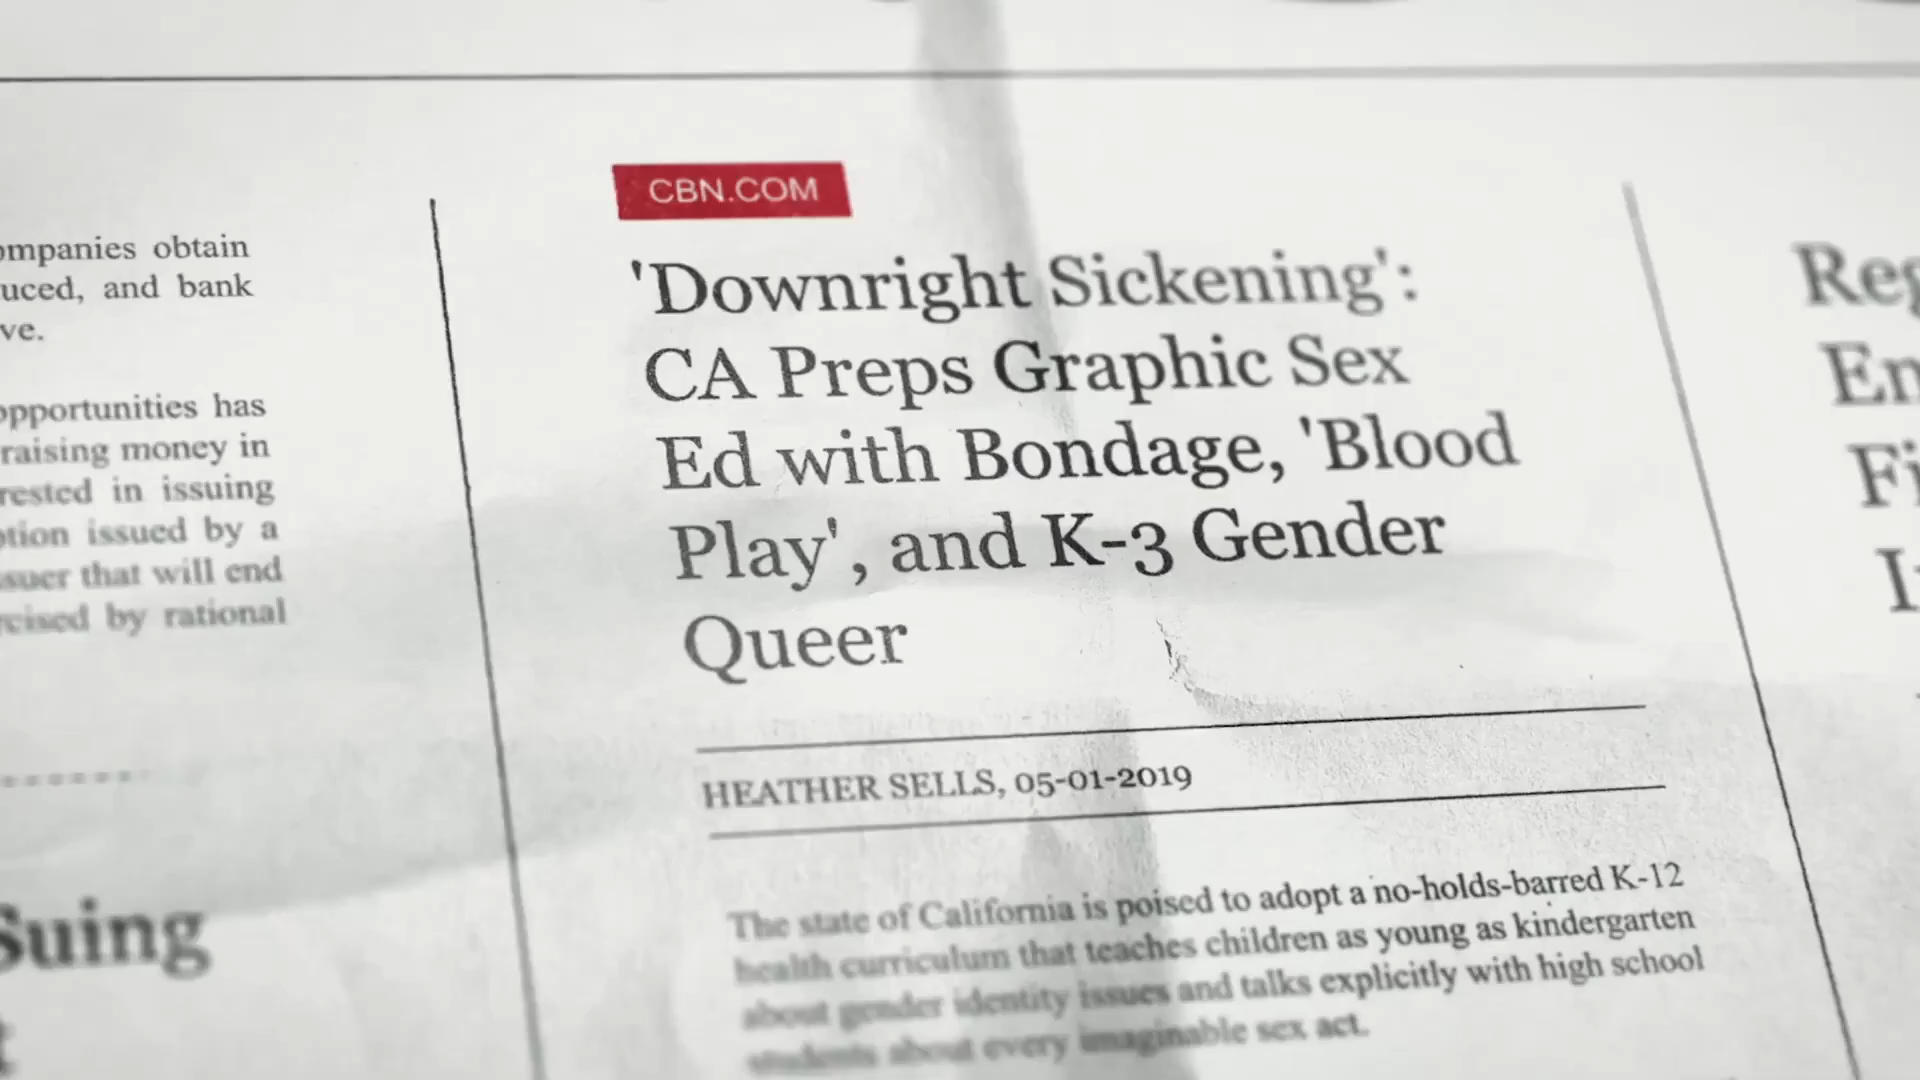 ompanies obtain
uced, and bank
ve.
opportunities has
raising money in
rested in issuing
ption issued by a
suer that will end
rcised by rational
Suing
CBN.COM
'Downright Sickening':
CA Preps Graphic Sex
Ed with Bondage, 'Blood
Play', and K-3 Gender
Queer
HEATHER SELLS, 05-01-2019
The state of California is poised to adopt a no-holds-barred K-12
health curriculum that teaches children as young as kindergarten
about gender identity issues and talks explicitly with high school
students about every imaginable sex act.
Reg
En
Fi